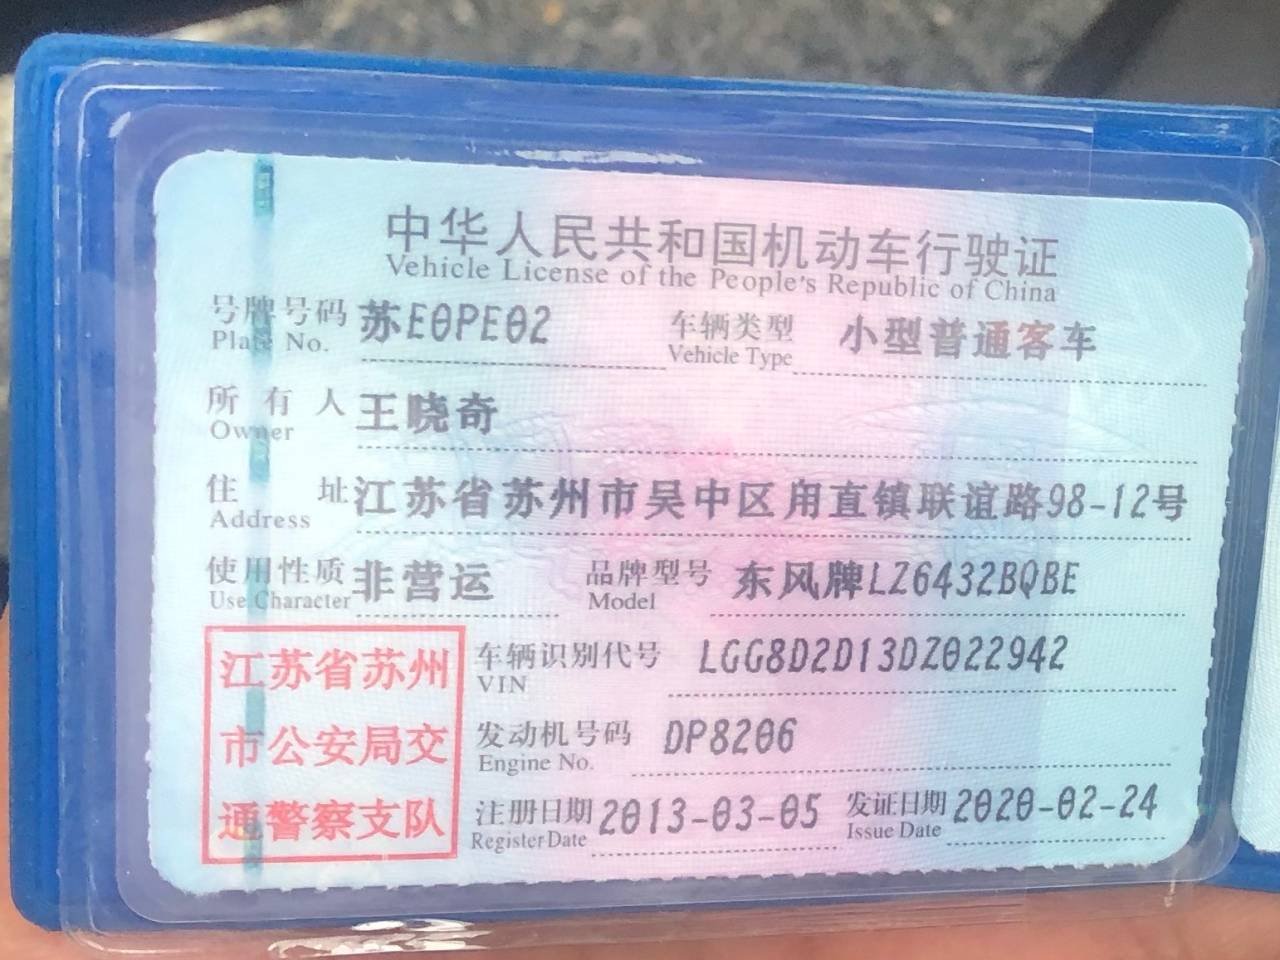 中华人民共和国机动车行驶证
Vehicle License of the People's Republic of China
号牌号码 苏E0PE02 车辆类型 小型普通客车
Plate No. Vehicle Type
所有人 王晓奇
Owner
住址 江苏省苏州市吴中区甪直镇联谊路98-12号
Address
使用性质 非营运 品牌型号 东风牌LZ6432BQBE
Use Character Model
江苏省苏州
市公安局交
通警察支队
车辆识别代号 LGG8D2D13DZ022942
VIN
发动机号码 DP8206
Engine No.
注册日期 2013-03-05 发证日期 2020-02-24
Register Date Issue Date